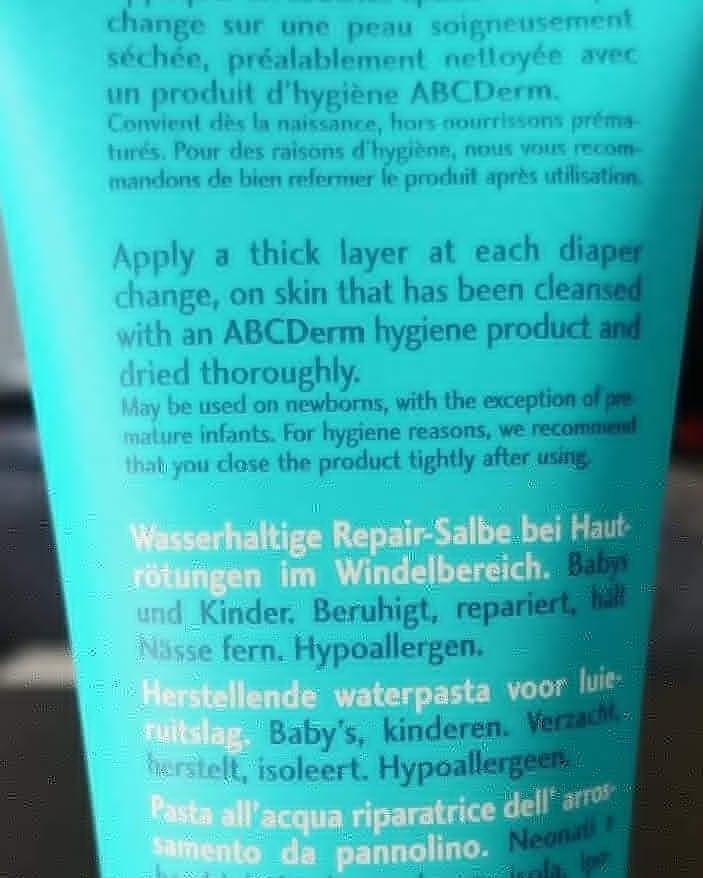 change sur une peau soigneusement
séchée, préalablement nettoyée avec
un produit d'hygiène ABCDerm.
Convient dès la naissance, hors nourrissons préma-
turés. Pour des raisons d'hygiène, nous vous recom-
mandons de bien refermer le produit après utilisation.
Apply a thick layer at each diaper
change, on skin that has been cleansed
with an ABCDerm hygiene product and
dried thoroughly.
May be used on newborns, with the exception of pre-
mature infants. For hygiene reasons, we recommend
that you close the product tightly after using.
Wasserhaltige Repair-Salbe bei Haut-
rötungen im Windelbereich. Babys
und Kinder. Beruhigt, repariert, hält
Nässe fern. Hypoallergen.
Herstellende waterpasta voor luie-
ruitslag. Baby's, kinderen. Verzacht,
herstelt, isoleert. Hypoallergeen.
Pasta all'acqua riparatrice dell' arros-
samento da pannolino. Neonati e
isola.